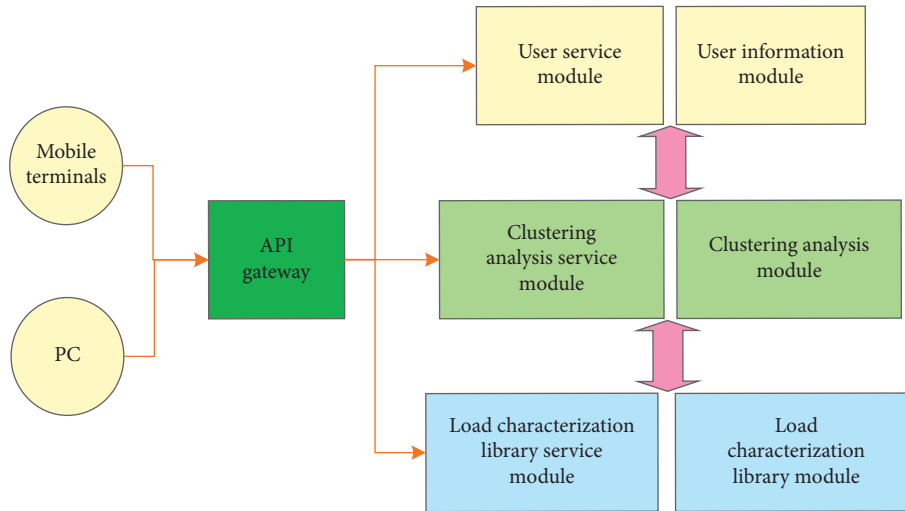 Mobile
terminals
PC
API
gateway
User service
module
User information
module
Clustering
analysis service
module
Clustering analysis
module
Load characterization
library service
module
Load
characterization
library module